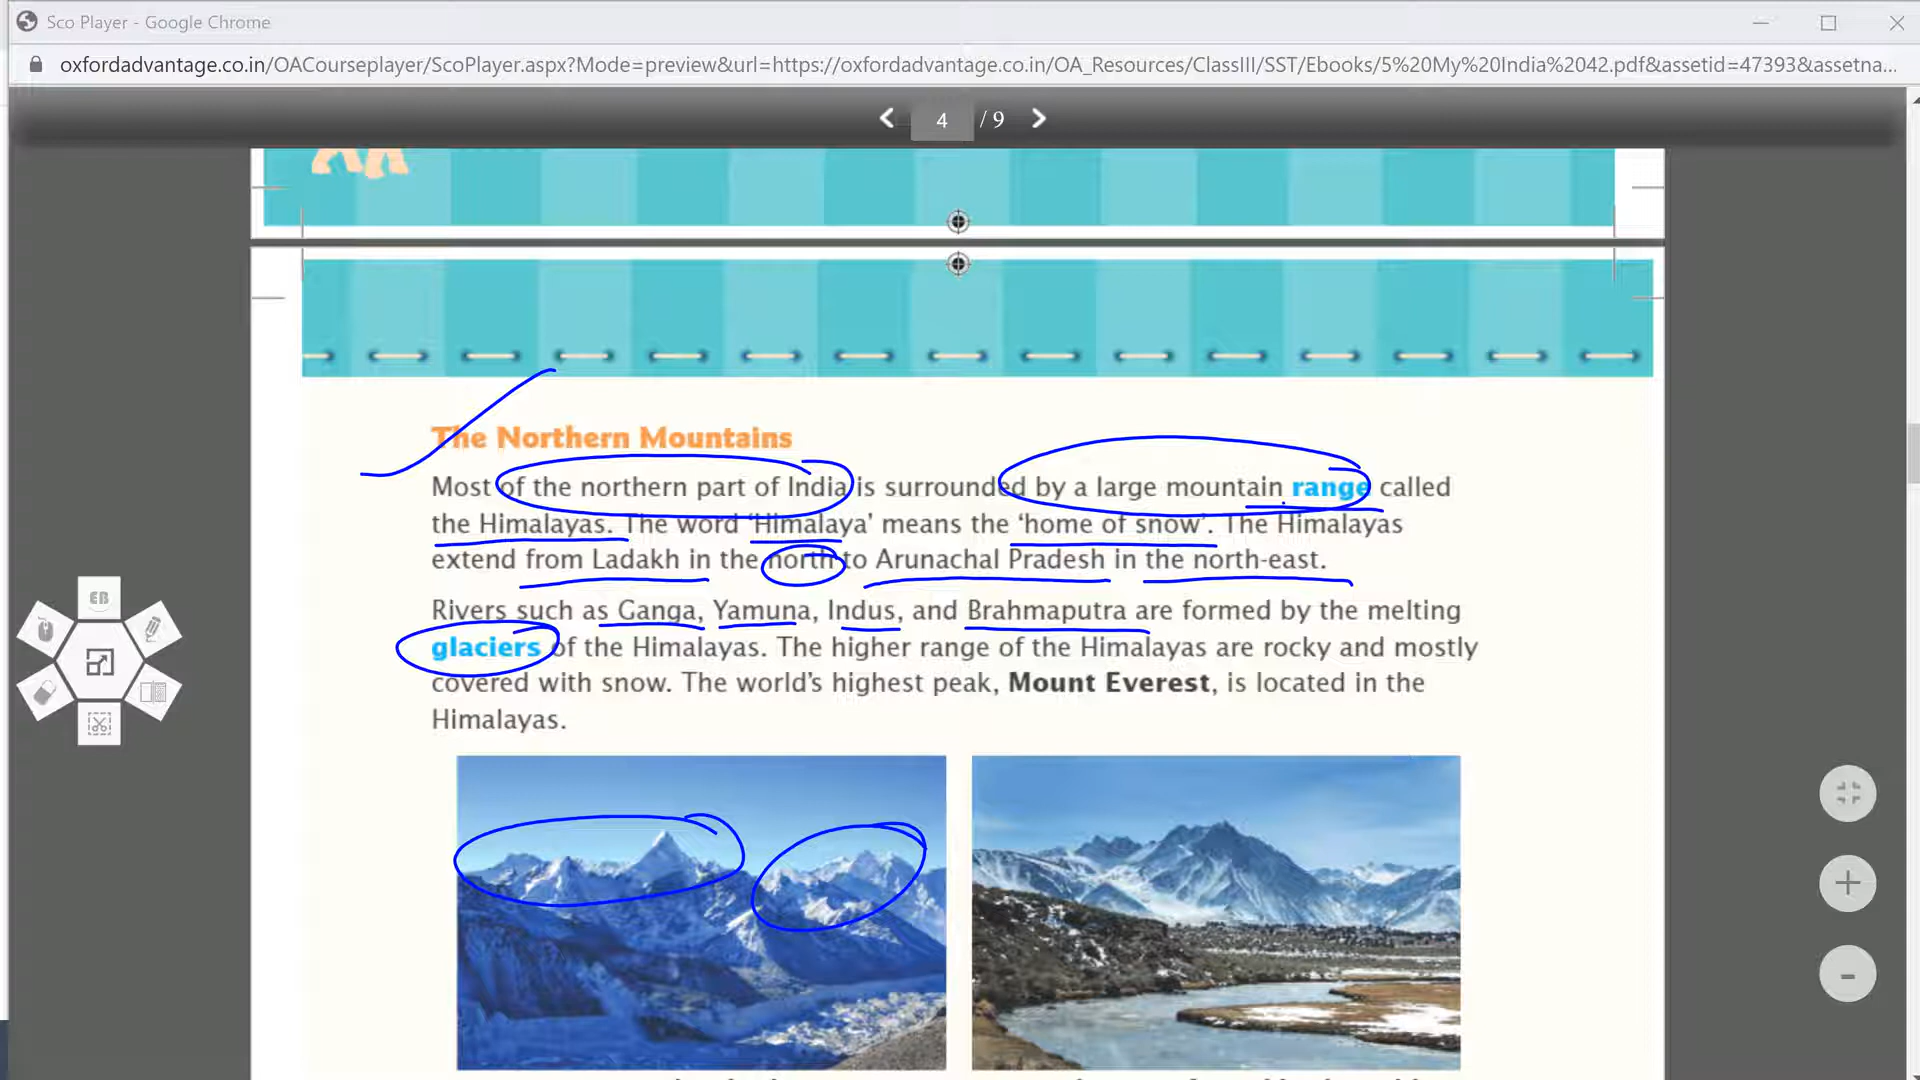 Sco Player - Google Chrome
oxfordadvantage.co.in/OACourseplayer/ScoPlayer.aspx?Mode=preview&url=https://oxfordadvantage.co.in/OA_Resources/ClassIII/SST/Ebooks/5%20My%20India%2042.pdf&assetid=47393&assetna...
4 / 9
The Northern Mountains
Most of the northern part of India is surrounded by a large mountain range called
the Himalayas. The word ‘Himalaya’ means the ‘home of snow’. The Himalayas
extend from Ladakh in the north to Arunachal Pradesh in the north-east.
Rivers such as Ganga, Yamuna, Indus, and Brahmaputra are formed by the melting
glaciers of the Himalayas. The higher range of the Himalayas are rocky and mostly
covered with snow. The world’s highest peak, Mount Everest, is located in the
Himalayas.
EB